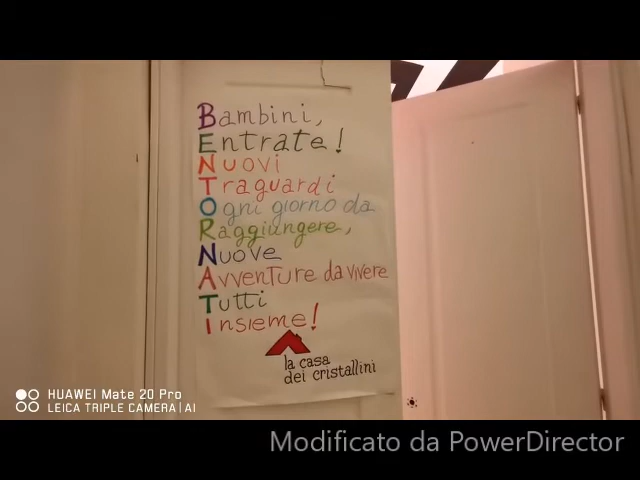 Bambini,
Entrate!
Nuovi
Traguardi
Ogni giorno da
Raggiungere,
Nuove
Avventure da vivere
Tutti
Insieme!
la casa
dei cristallini
HUAWEI Mate 20 Pro
LEICA TRIPLE CAMERA | AI
Modificato da PowerDirector